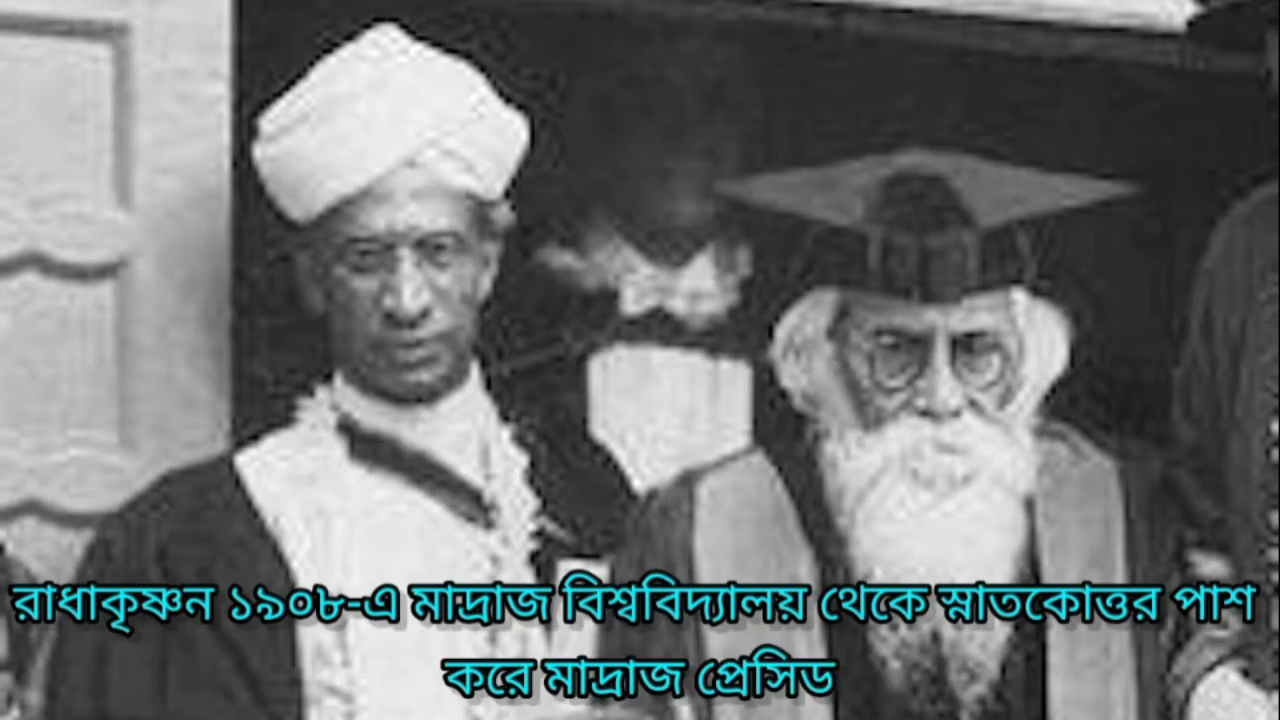 রাধাকৃষ্ণন ১৯০৮-এ মাদ্রাজ বিশ্ববিদ্যালয় থেকে স্নাতকোত্তর পাশ
করে মাদ্রাজ প্রেসিড